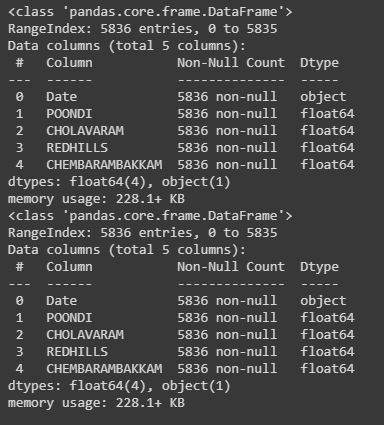 <class 'pandas.core.frame.DataFrame'>
RangeIndex: 5836 entries, 0 to 5835
Data columns (total 5 columns):
 #   Column         Non-Null Count  Dtype
---  ------         --------------  -----
 0   Date           5836 non-null   object
 1   POONDI         5836 non-null   float64
 2   CHOLAVARAM     5836 non-null   float64
 3   REDHILLS       5836 non-null   float64
 4   CHEMBARAMBAKKAM  5836 non-null   float64
dtypes: float64(4), object(1)
memory usage: 228.1+ KB
<class 'pandas.core.frame.DataFrame'>
RangeIndex: 5836 entries, 0 to 5835
Data columns (total 5 columns):
 #   Column         Non-Null Count  Dtype
---  ------         --------------  -----
 0   Date           5836 non-null   object
 1   POONDI         5836 non-null   float64
 2   CHOLAVARAM     5836 non-null   float64
 3   REDHILLS       5836 non-null   float64
 4   CHEMBARAMBAKKAM  5836 non-null   float64
dtypes: float64(4), object(1)
memory usage: 228.1+ KB